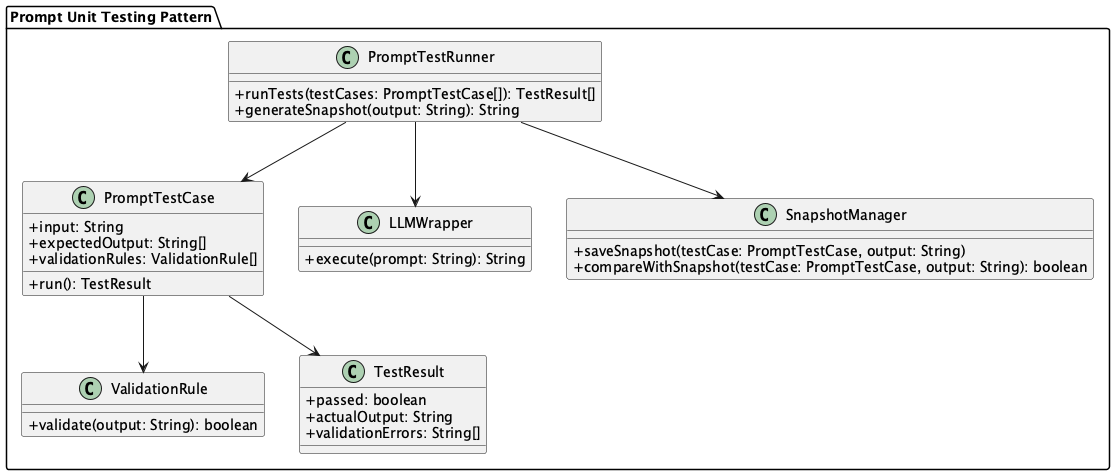 Prompt Unit Testing Pattern
C PromptTestRunner
+runTests(testCases: PromptTestCase[]): TestResult[]
+generateSnapshot(output: String): String
C PromptTestCase
+input: String
+expectedOutput: String[]
+validationRules: ValidationRule[]
+run(): TestResult
C LLMWrapper
+execute(prompt: String): String
C SnapshotManager
+saveSnapshot(testCase: PromptTestCase, output: String)
+compareWithSnapshot(testCase: PromptTestCase, output: String): boolean
C ValidationRule
+validate(output: String): boolean
C TestResult
+passed: boolean
+actualOutput: String
+validationErrors: String[]